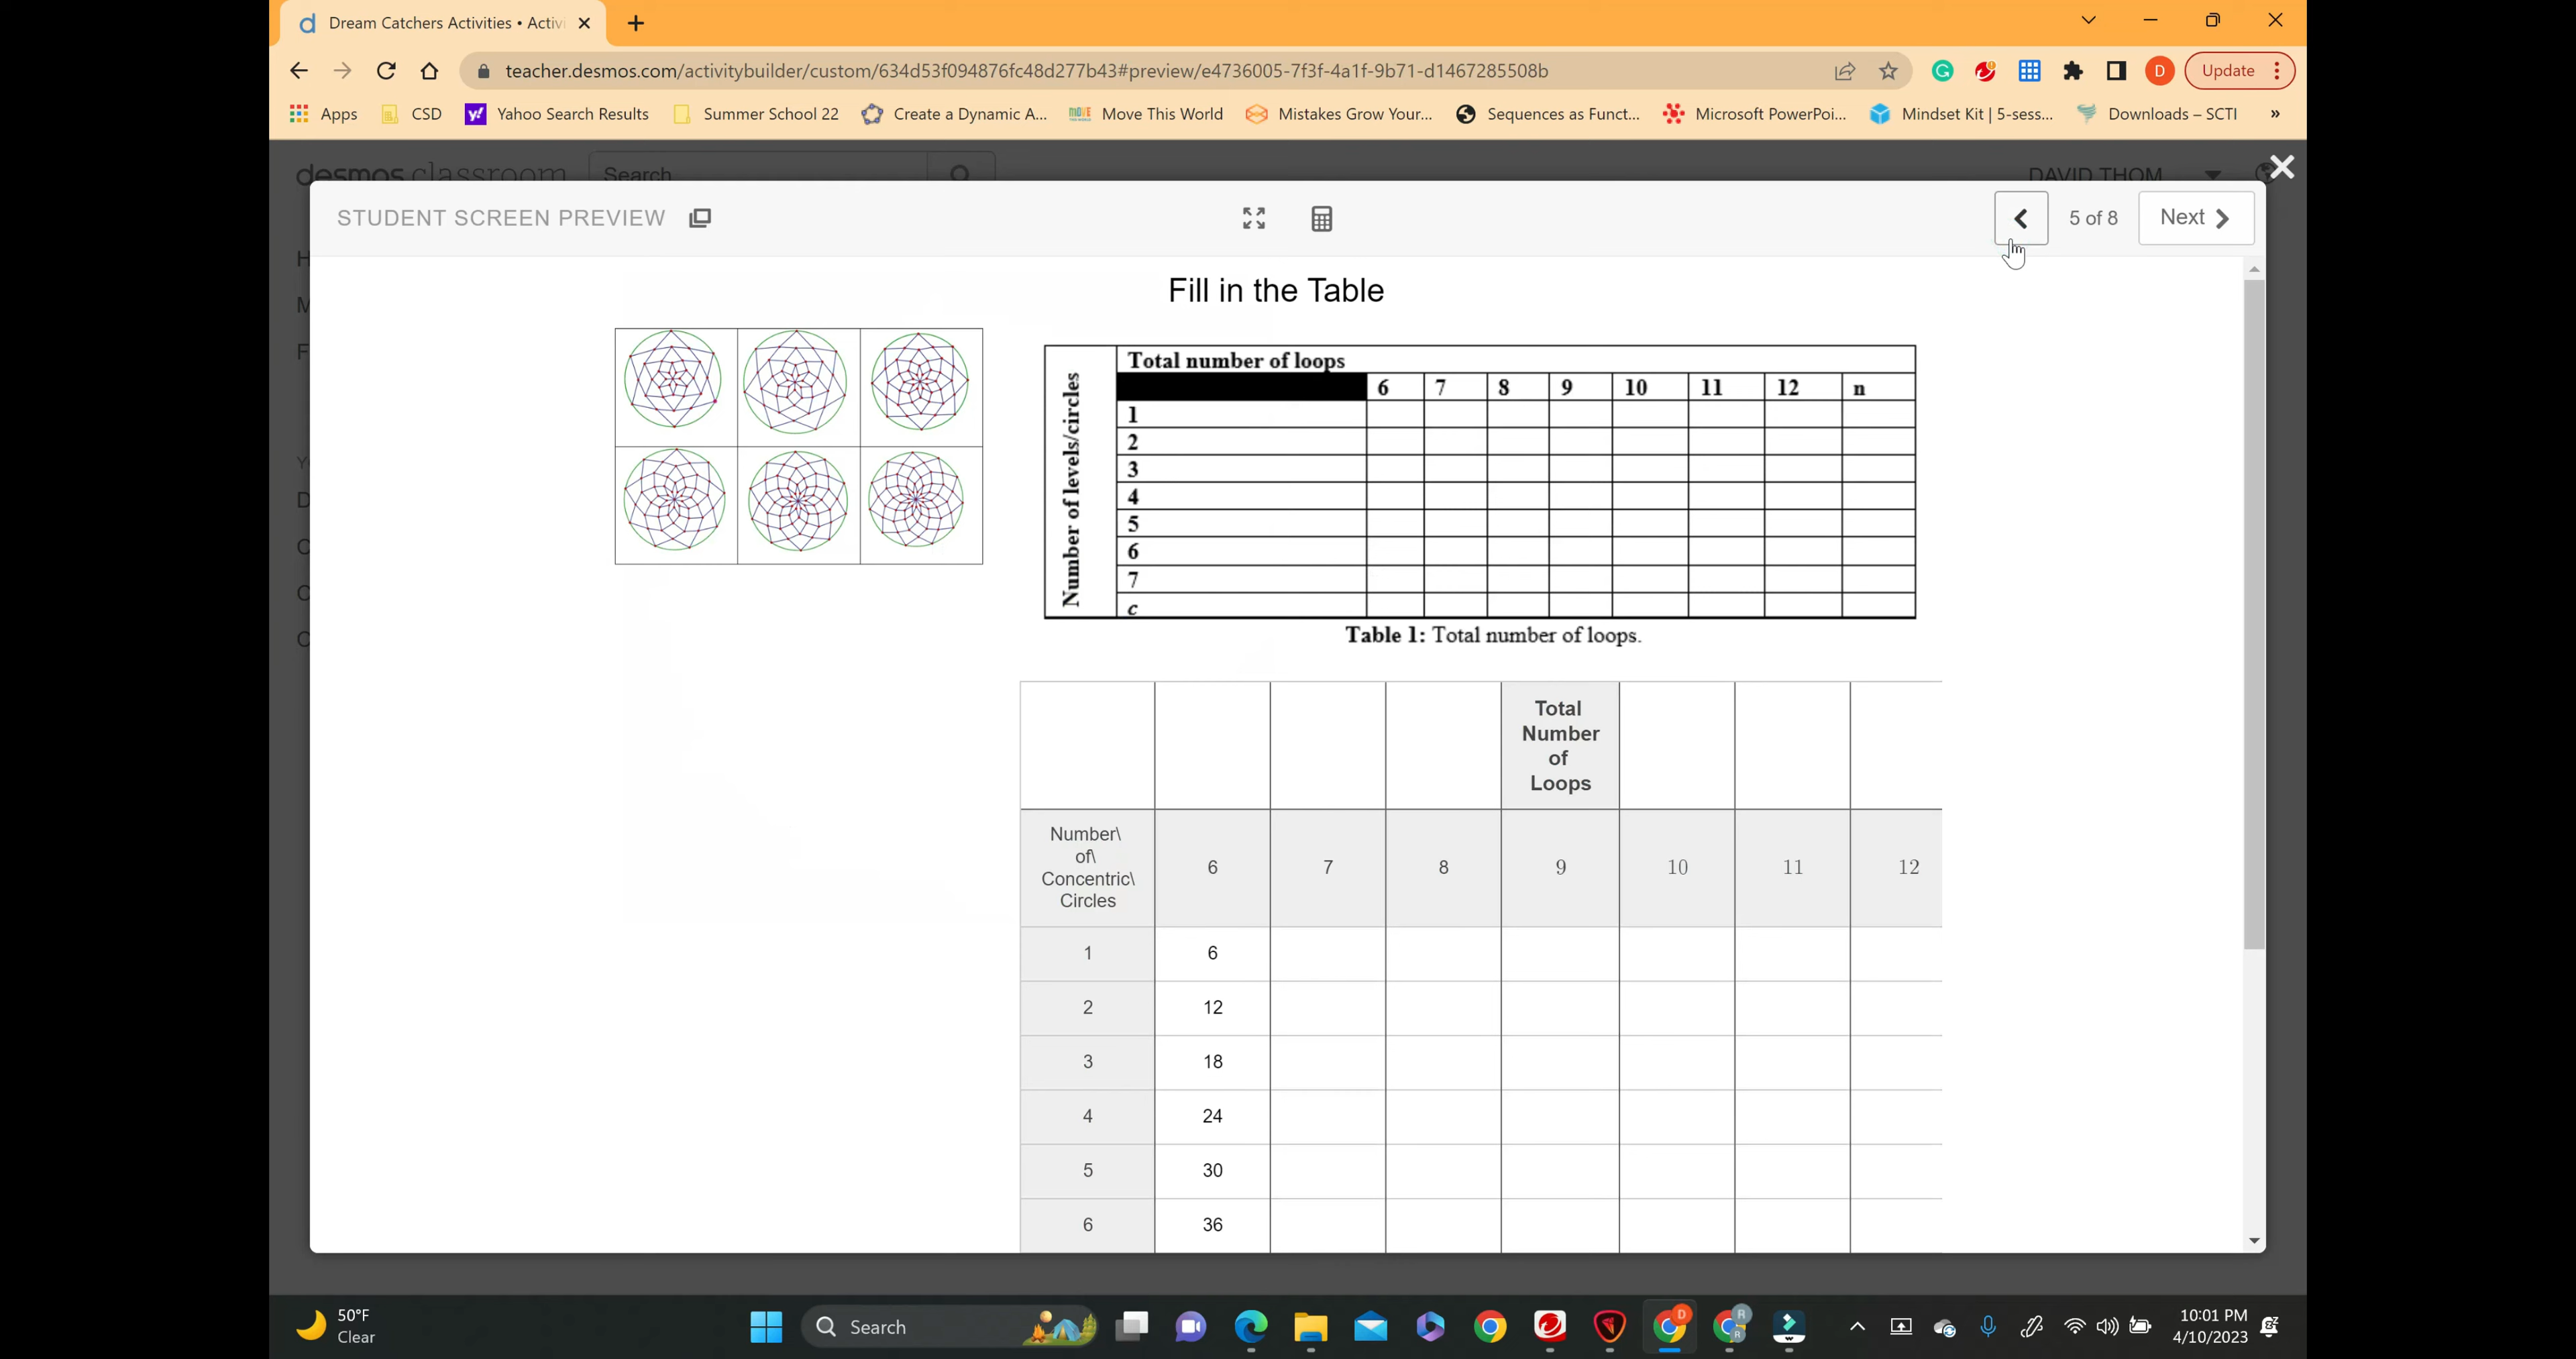 Dream Catchers Activities • Activi
teacher.desmos.com/activitybuilder/custom/634d53f094876fc48d277b43#preview/e4736005-7f3f-4a1f-9b71-d1467285508b
D
Update
Apps CSD Yahoo Search Results Summer School 22 Create a Dynamic A... Move This World Mistakes Grow Your... Sequences as Funct... Microsoft PowerPoi... Mindset Kit | 5-sess... Downloads – SCTI »
desmos classroom Search DAVID THOM
STUDENT SCREEN PREVIEW 5 of 8 Next
Fill in the Table
Number of levels/circles
Total number of loops
6 7 8 9 10 11 12 n
1
2
3
4
5
6
7
c
Table 1: Total number of loops.
Total
Number
of
Loops
Number\
of\
Concentric\
Circles
6 7 8 9 10 11 12
1 6
2 12
3 18
4 24
5 30
6 36
50°F
Clear
Search
10:01 PM
4/10/2023